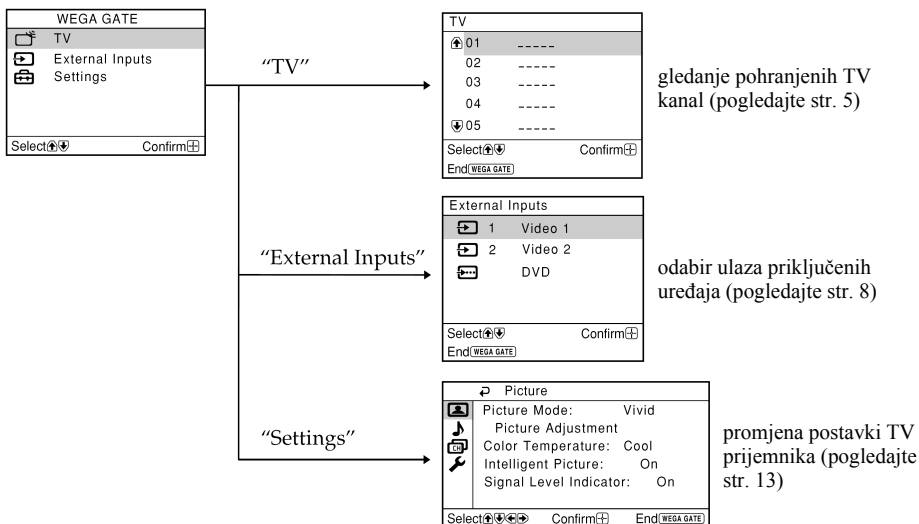 WEGA GATE
TV
External Inputs
Settings
Select Confirm
"TV"
TV
01 -----
02 -----
03 -----
04 -----
05 -----
Select Confirm
End WEGA GATE
gledanje pohranjenih TV
kanal (pogledajte str. 5)
"External Inputs"
External Inputs
1 Video 1
2 Video 2
DVD
Select Confirm
End WEGA GATE
odabir ulaza priključenih
uređaja (pogledajte str. 8)
"Settings"
Picture
Picture Mode: Vivid
Picture Adjustment
CH Color Temperature: Cool
Intelligent Picture: On
Signal Level Indicator: On
Select Confirm End WEGA GATE
promjena postavki TV
prijemnika (pogledajte
str. 13)